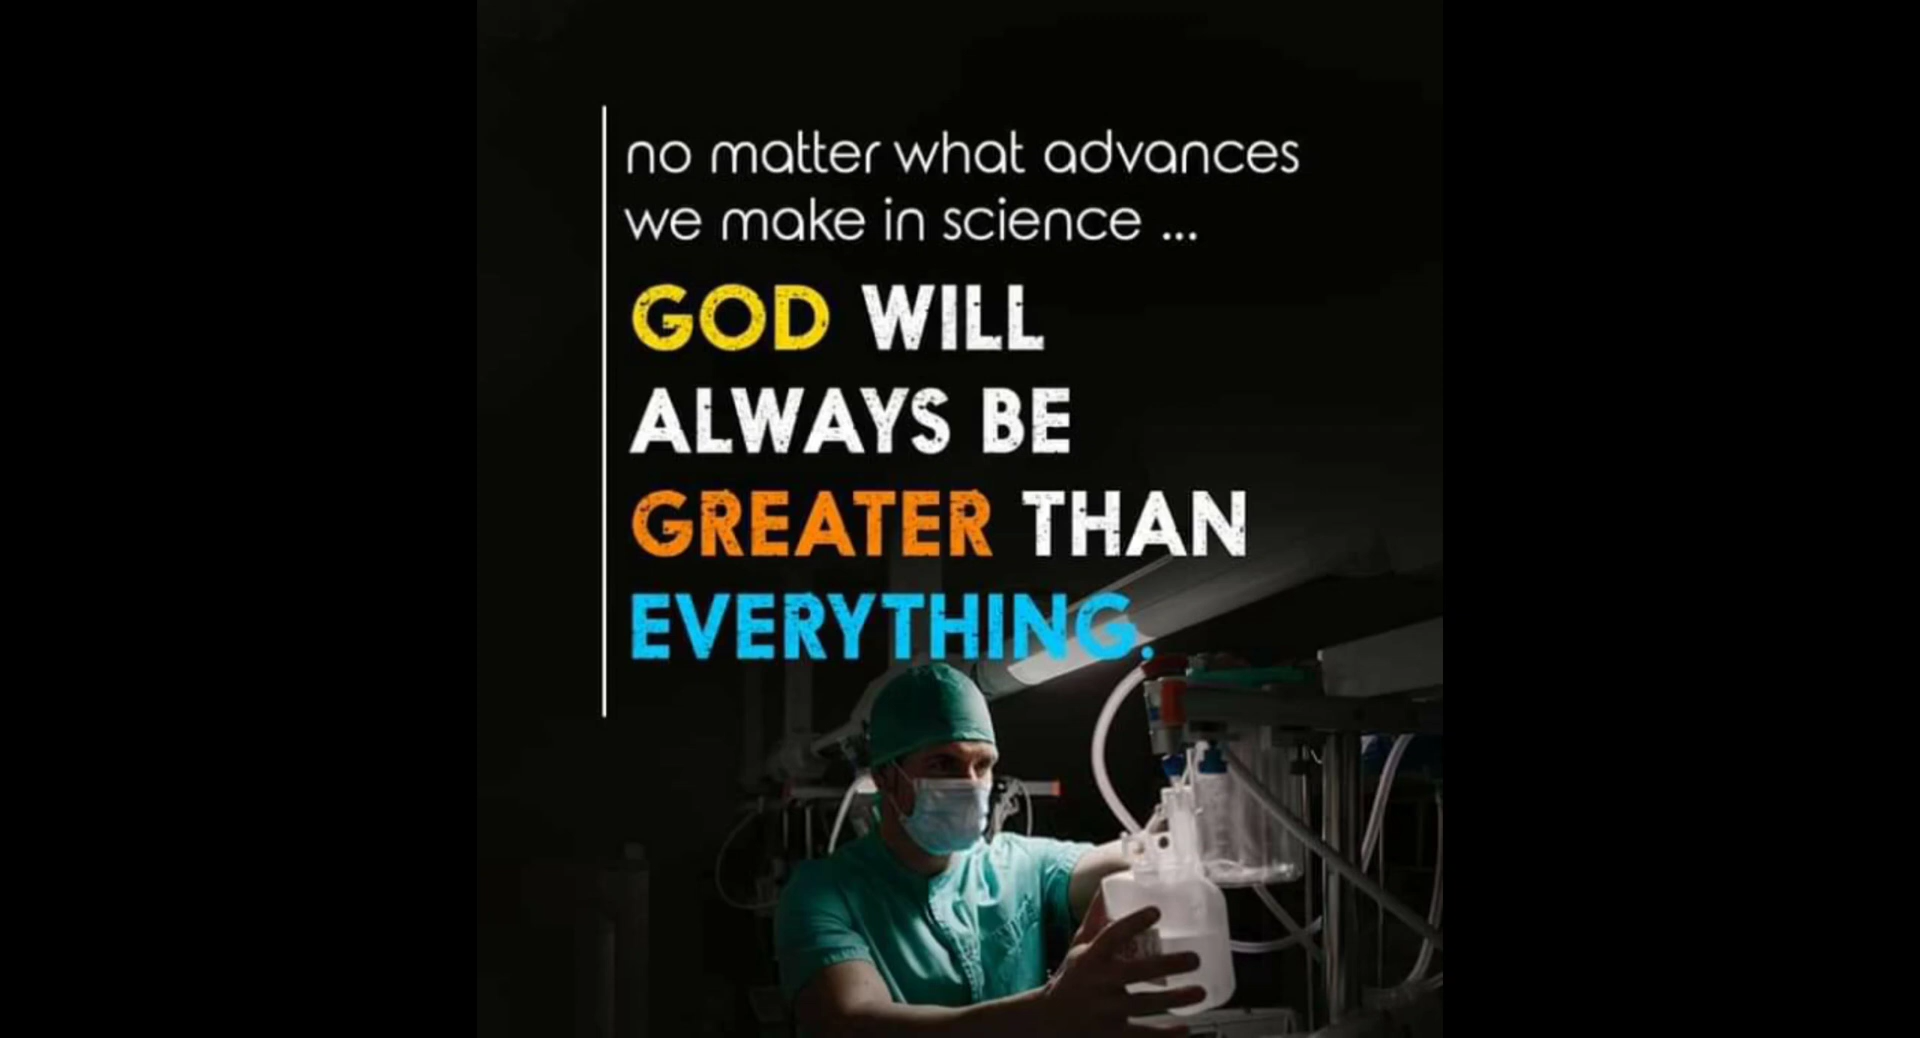 no matter what advances
we make in science ...
GOD WILL
ALWAYS BE
GREATER THAN
EVERYTHING.